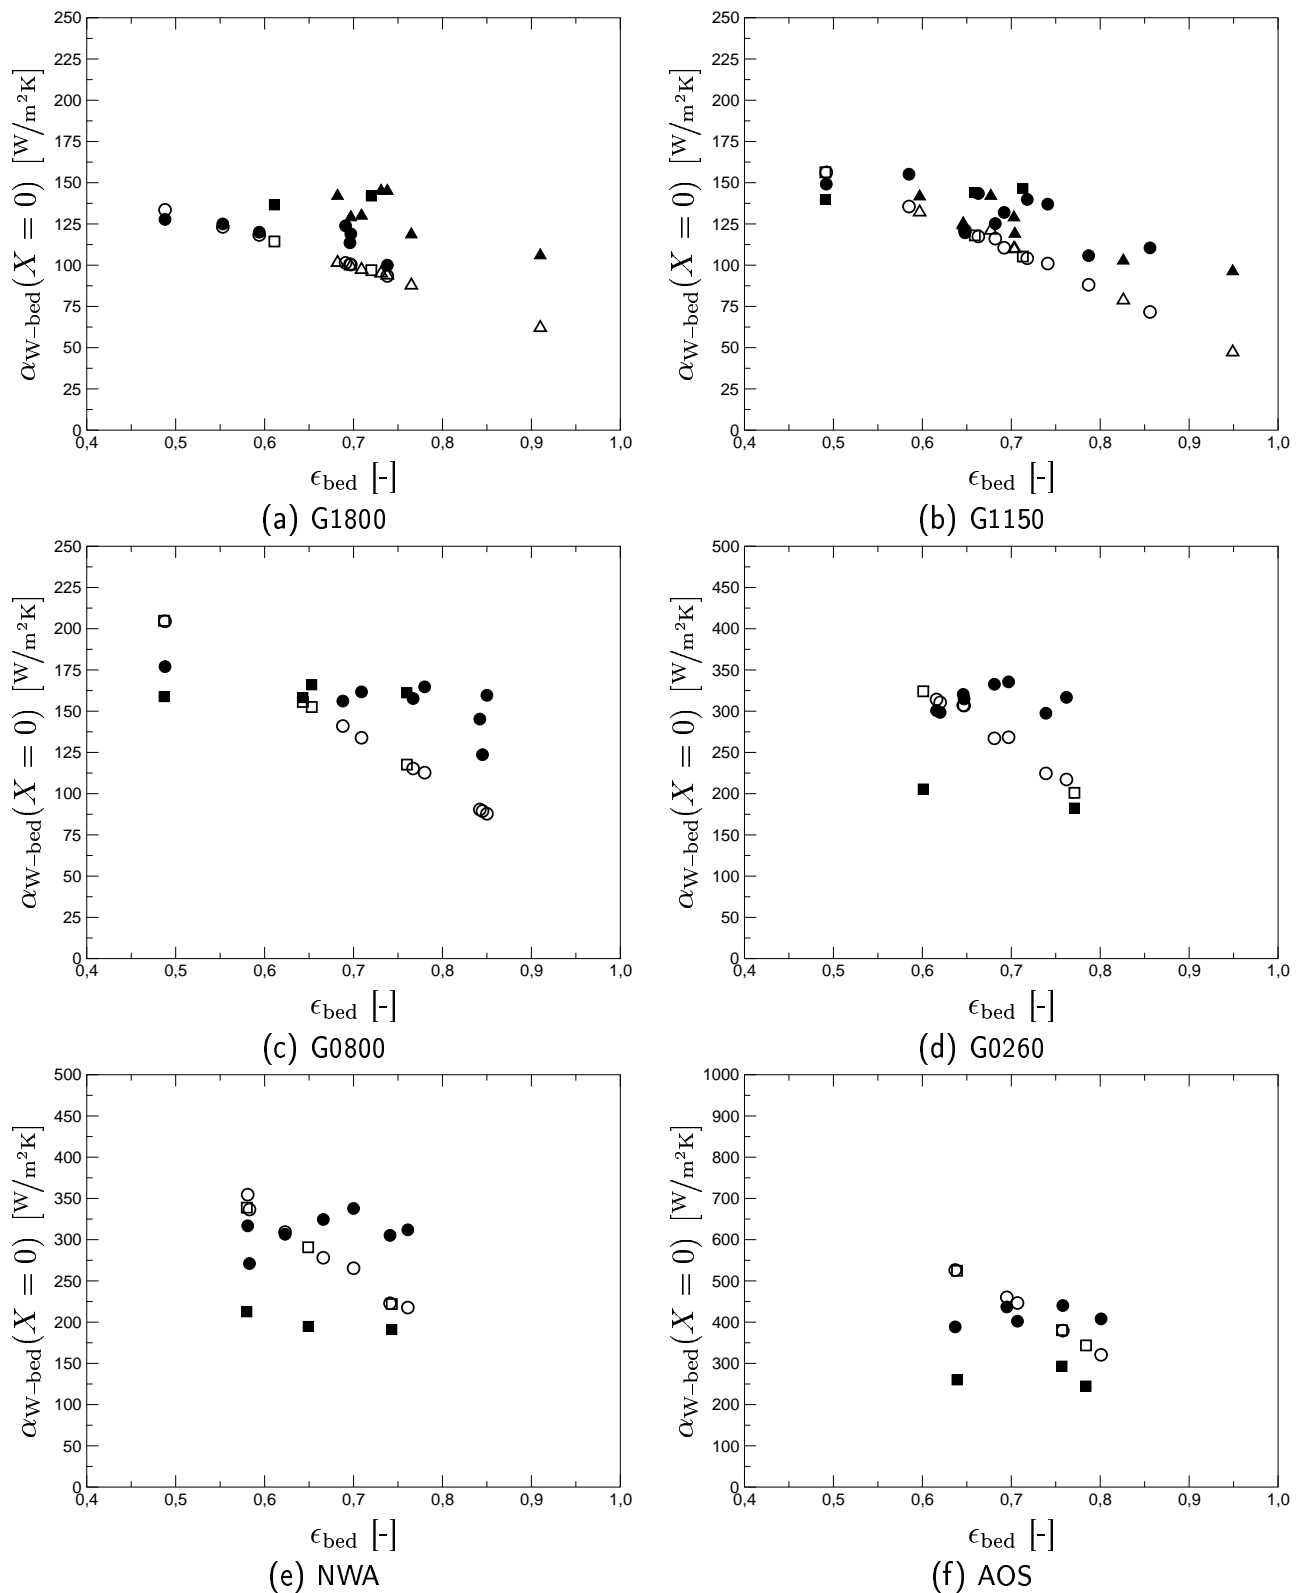 250
225
200
175
150
125
100
75
50
25
0
0,4 0,5 0,6 0,7 0,8 0,9 1,0
α_W−bed(X = 0) [W/m²K]
ϵ_bed [-]
(a) G1800
250
225
200
175
150
125
100
75
50
25
0
0,4 0,5 0,6 0,7 0,8 0,9 1,0
α_W−bed(X = 0) [W/m²K]
ϵ_bed [-]
(b) G1150
250
225
200
175
150
125
100
75
50
25
0
0,4 0,5 0,6 0,7 0,8 0,9 1,0
α_W−bed(X = 0) [W/m²K]
ϵ_bed [-]
(c) G0800
500
450
400
350
300
250
200
150
100
50
0
0,4 0,5 0,6 0,7 0,8 0,9 1,0
α_W−bed(X = 0) [W/m²K]
ϵ_bed [-]
(d) G0260
500
450
400
350
300
250
200
150
100
50
0
0,4 0,5 0,6 0,7 0,8 0,9 1,0
α_W−bed(X = 0) [W/m²K]
ϵ_bed [-]
(e) NWA
1000
900
800
700
600
500
400
300
200
100
0
0,4 0,5 0,6 0,7 0,8 0,9 1,0
α_W−bed(X = 0) [W/m²K]
ϵ_bed [-]
(f) AOS